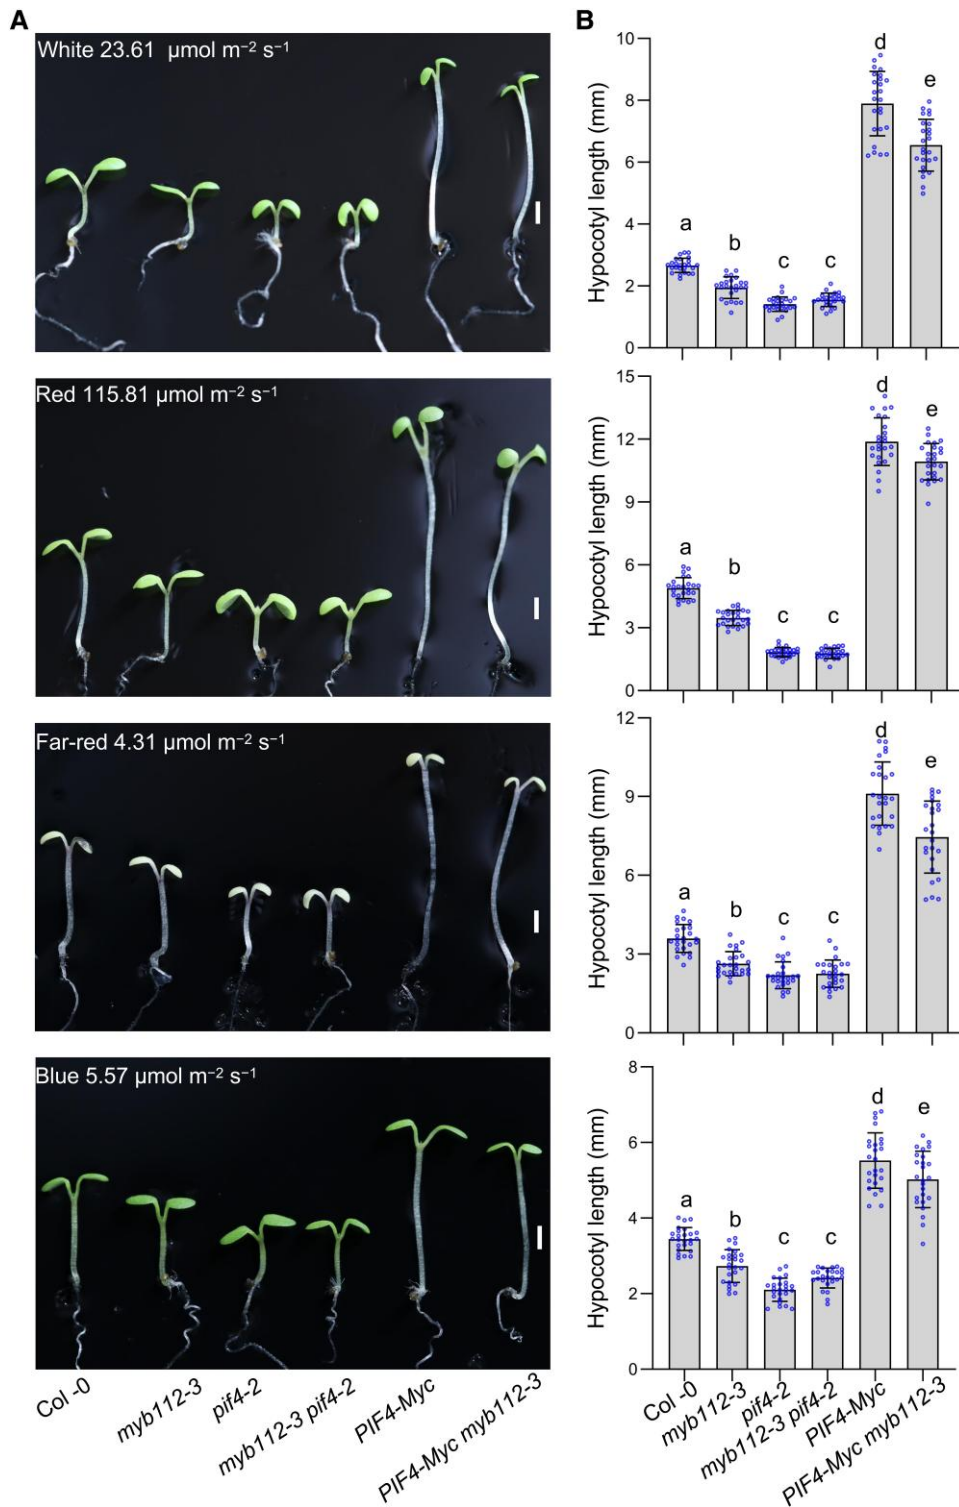 A
B
White 23.61 µmol m⁻² s⁻¹
Red 115.81 µmol m⁻² s⁻¹
Far-red 4.31 µmol m⁻² s⁻¹
Blue 5.57 µmol m⁻² s⁻¹
Col -0
myb112-3
pif4-2
myb112-3 pif4-2
PIF4-Myc
PIF4-Myc myb112-3
Hypocotyl length (mm)
10
8
6
4
2
0
a
b
c
c
d
e
Hypocotyl length (mm)
15
12
9
6
3
0
a
b
c
c
d
e
Hypocotyl length (mm)
12
9
6
3
0
a
b
c
c
d
e
Hypocotyl length (mm)
8
6
4
2
0
a
b
c
c
d
e
Col -0
myb112-3
pif4-2
myb112-3 pif4-2
PIF4-Myc
PIF4-Myc myb112-3